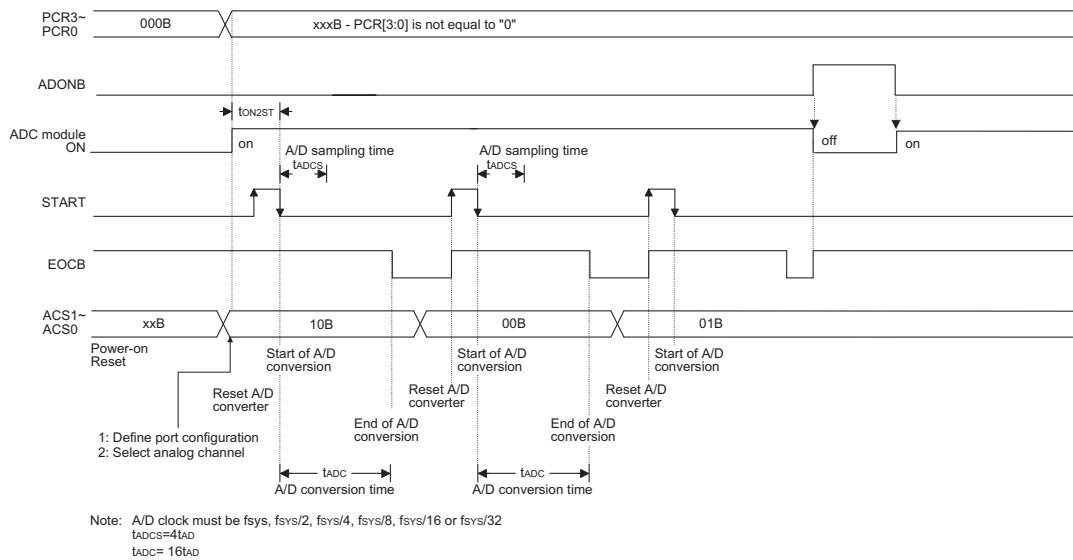 PCR3~
PCR0
000B
xxxB - PCR[3:0] is not equal to "0"
ADONB
tON2ST
ADC module
ON
on
off
on
A/D sampling time
tADCS
A/D sampling time
tADCS
START
EOCB
ACS1~
ACS0
xxB
10B
00B
01B
Power-on
Reset
Start of A/D
conversion
Start of A/D
conversion
Start of A/D
conversion
Reset A/D
converter
Reset A/D
converter
Reset A/D
converter
End of A/D
conversion
End of A/D
conversion
1: Define port configuration
2: Select analog channel
tADC
A/D conversion time
tADC
A/D conversion time
Note: A/D clock must be fsys, fSYS/2, fSYS/4, fSYS/8, fSYS/16 or fSYS/32
tADCS=4tAD
tADC= 16tAD